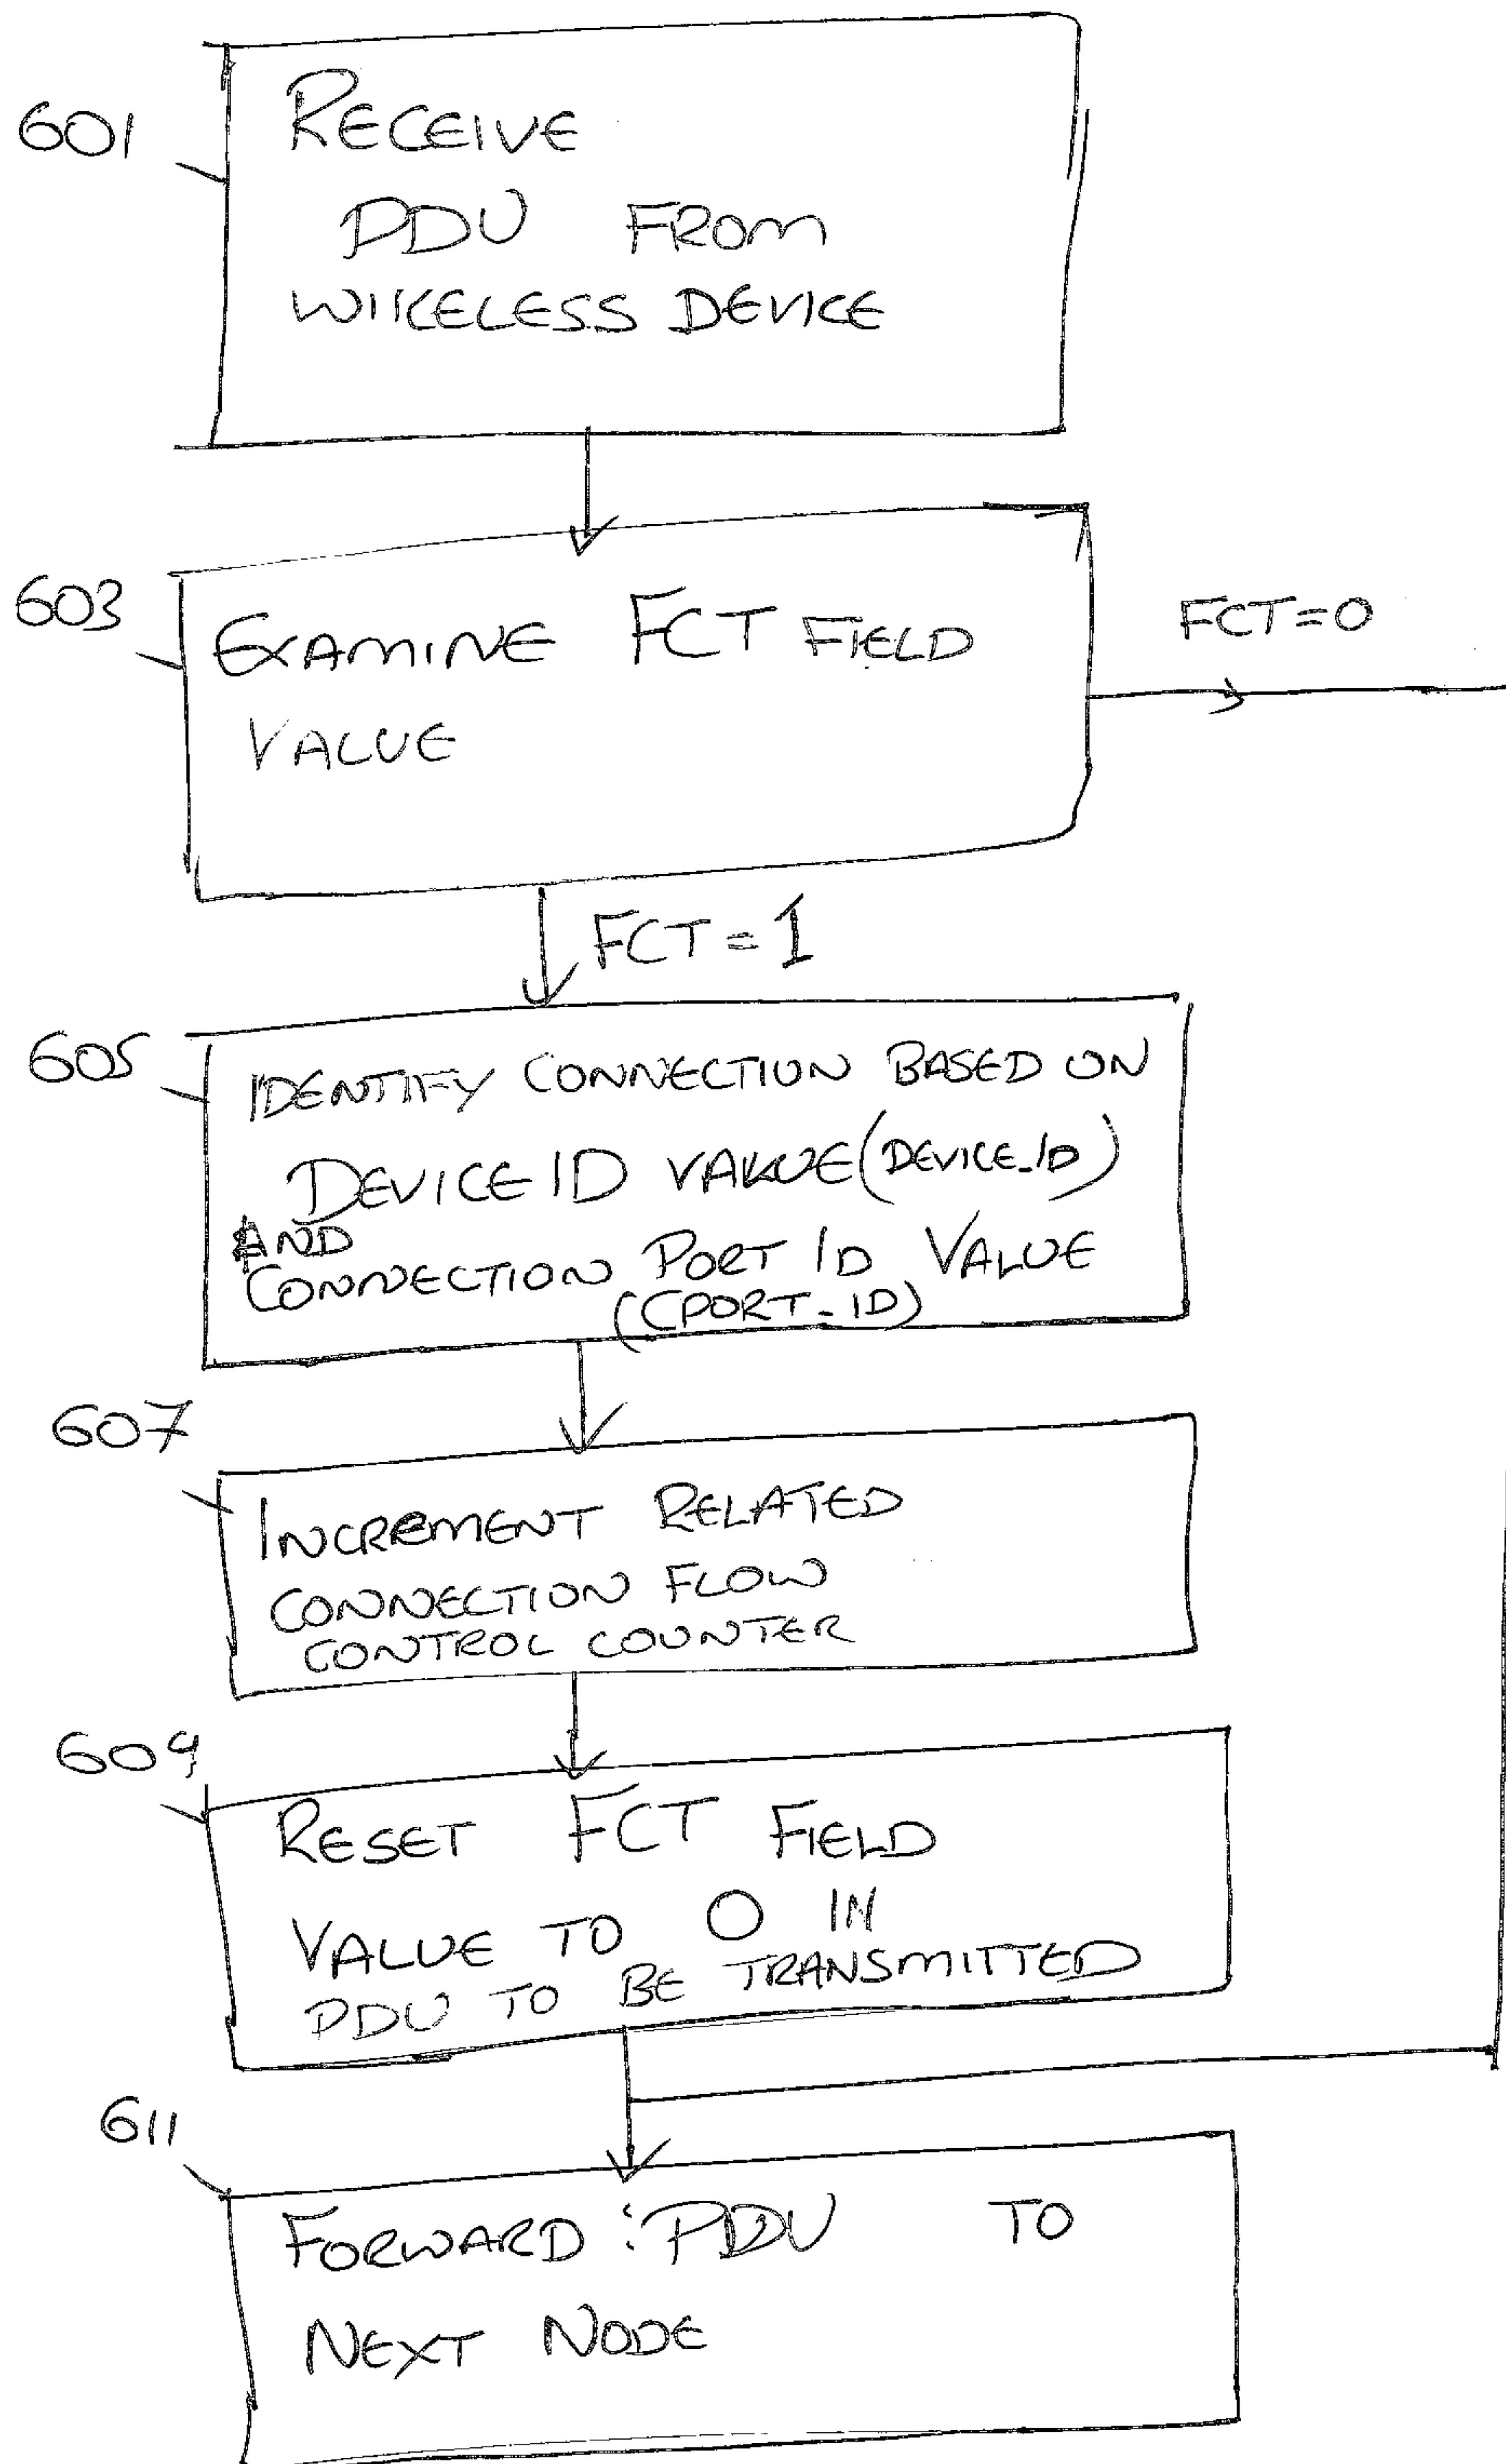 601
RECEIVE
PDU FROM
WIRELESS DEVICE
603
EXAMINE FCT FIELD
VALUE
FCT=0
FCT=1
605
IDENTIFY CONNECTION BASED ON
DEVICE ID VALUE (DEVICE_ID)
AND
CONNECTION PORT ID VALUE
(CPORT_ID)
607
INCREMENT RELATED
CONNECTION FLOW
CONTROL COUNTER
609
RESET FCT FIELD
VALUE TO 0 IN
PDU TO BE TRANSMITTED
611
FORWARD PDU TO
NEXT NODE